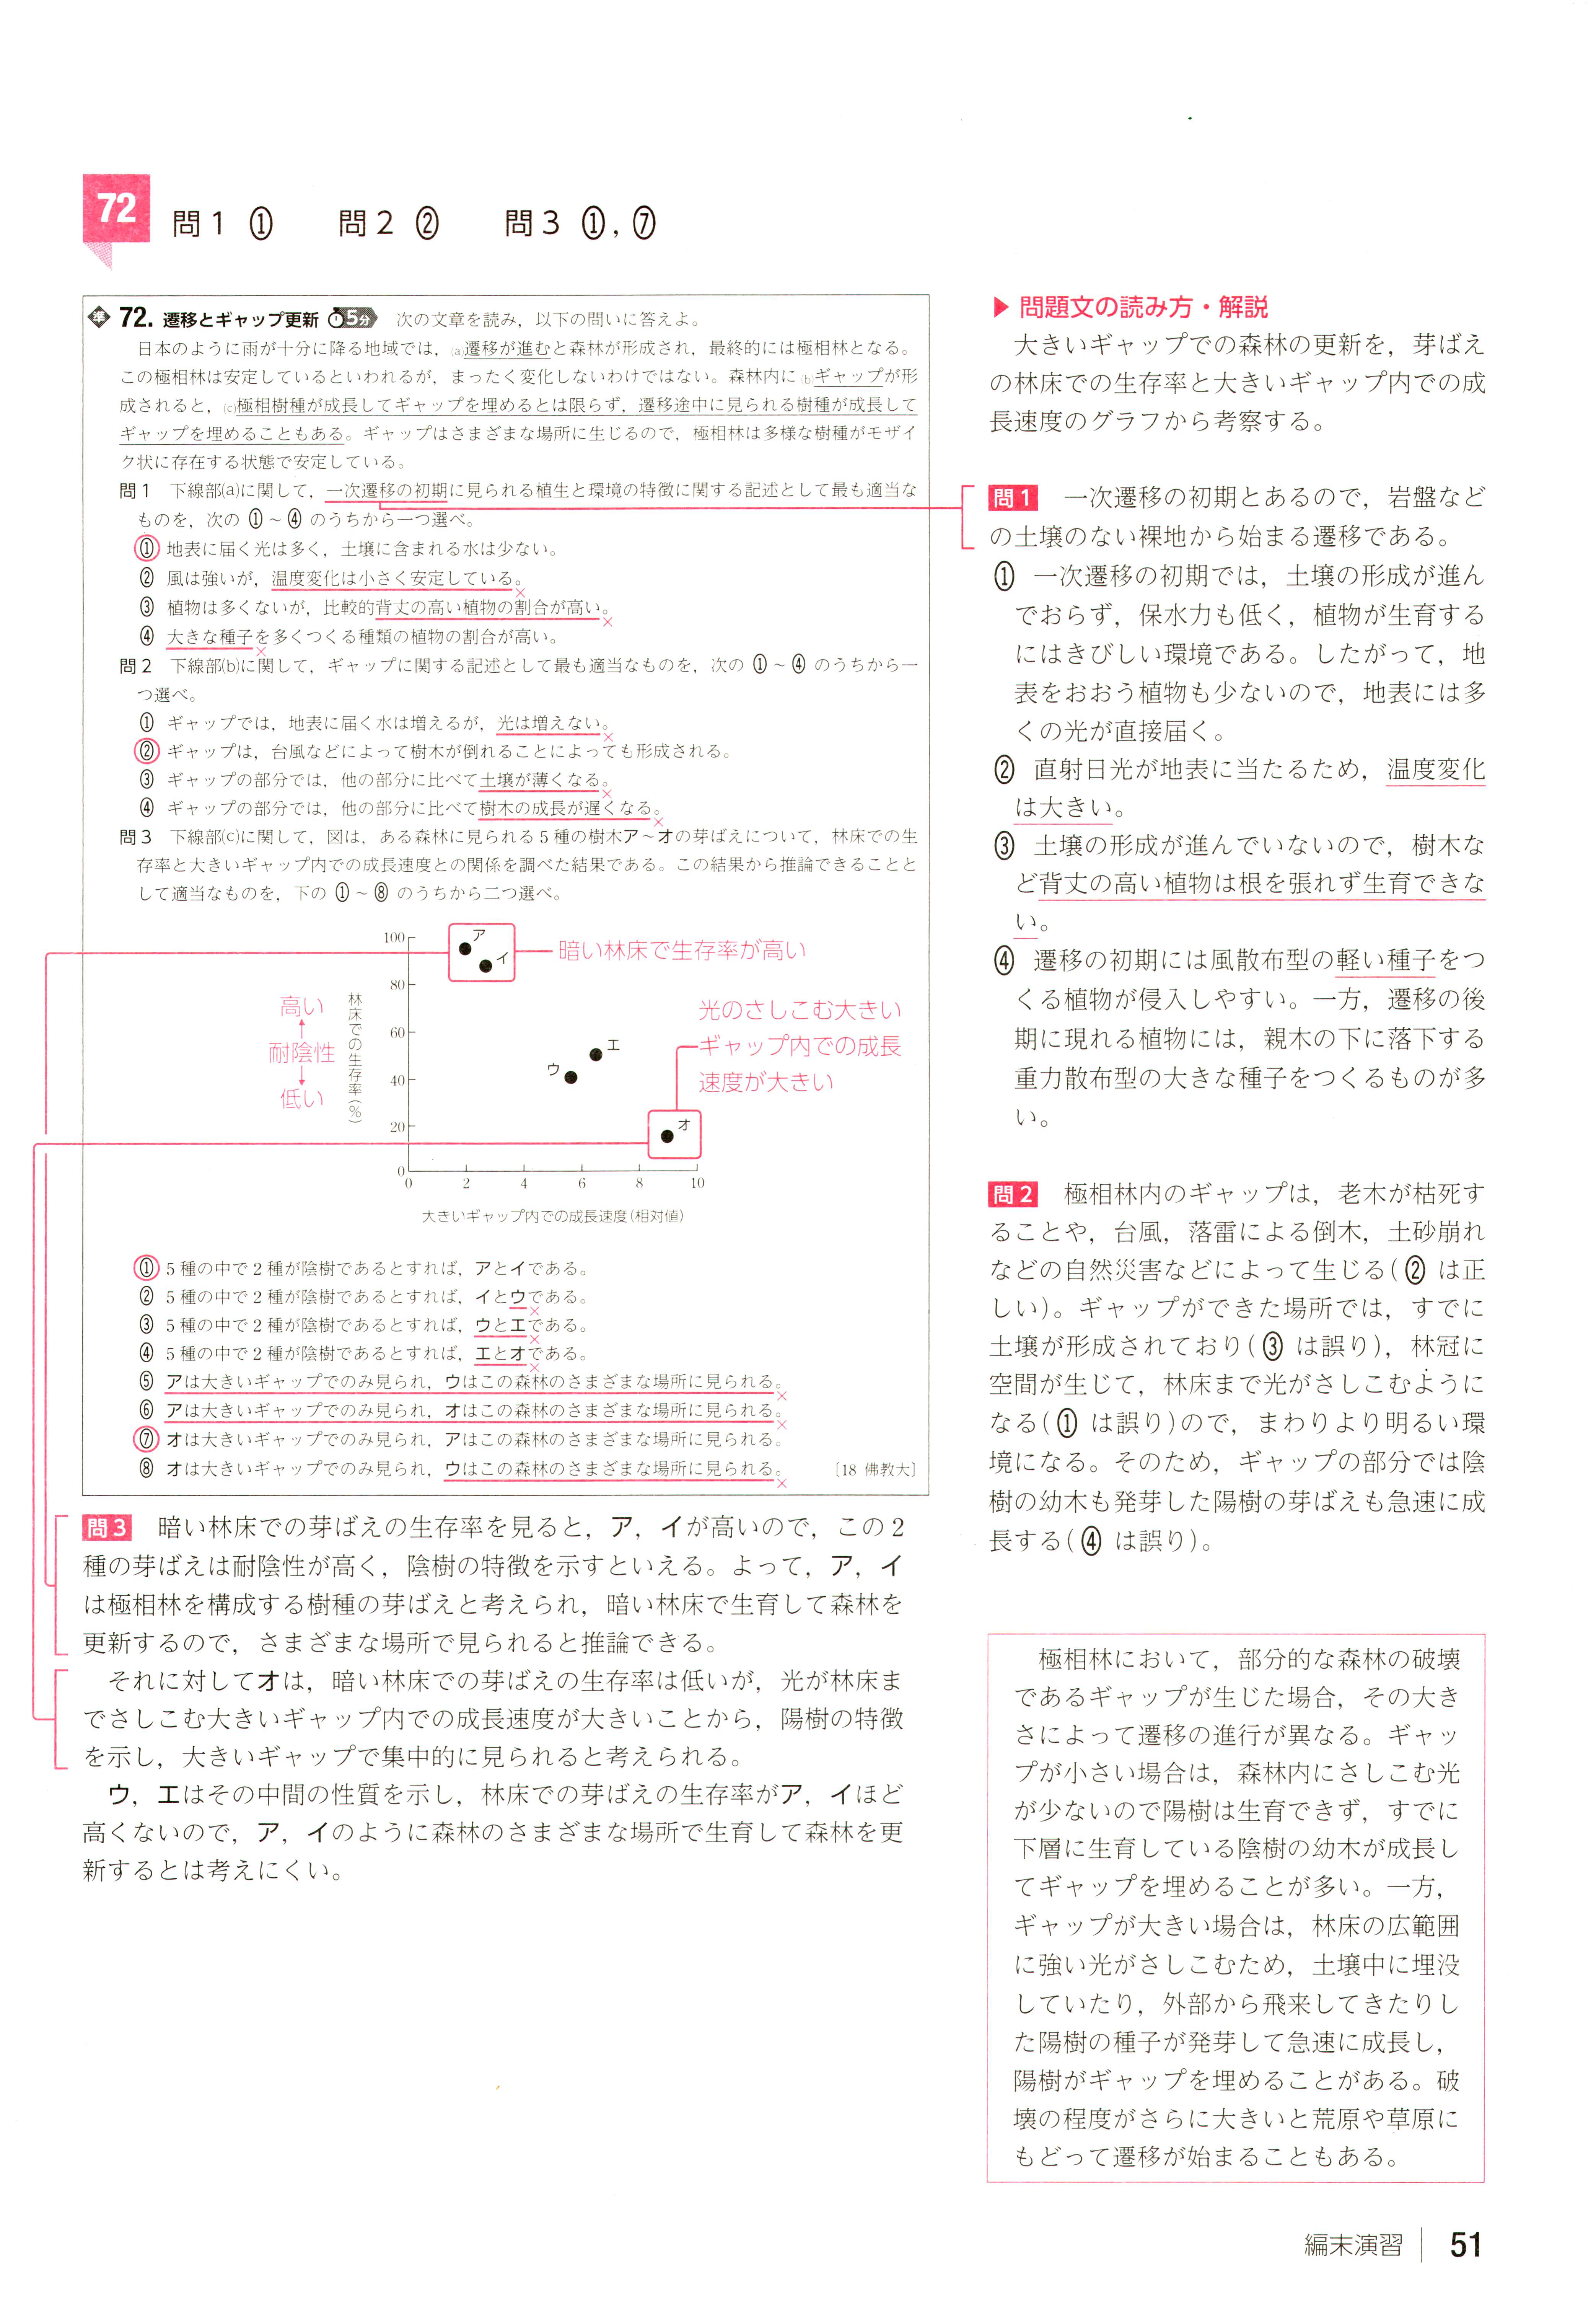 72
問1 ① 問2 ② 問3 ①，⑦
準 72. 遷移とギャップ更新 5分 次の文章を読み，以下の問いに答えよ。
日本のように雨が十分に降る地域では，(a)遷移が進むと森林が形成され，最終的には極相林となる。
この極相林は安定しているといわれるが，まったく変化しないわけではない。森林内に(b)ギャップが形
成されると，(c)極相樹種が成長してギャップを埋めるとは限らず，遷移途中に見られる樹種が成長して
ギャップを埋めることもある。ギャップはさまざまな場所に生じるので，極相林は多様な樹種がモザイ
ク状に存在する状態で安定している。
問1 下線部(a)に関して，一次遷移の初期に見られる植生と環境の特徴に関する記述として最も適当な
ものを，次の ①～④ のうちから一つ選べ。
① 地表に届く光は多く，土壌に含まれる水は少ない。
② 風は強いが，温度変化は小さく安定している。
×
③ 植物は多くないが，比較的背丈の高い植物の割合が高い。
×
④ 大きな種子を多くつくる種類の植物の割合が高い。
×
問2 下線部(b)に関して，ギャップに関する記述として最も適当なものを，次の ①～④ のうちから一
つ選べ。
① ギャップでは，地表に届く水は増えるが，光は増えない。
×
② ギャップは，台風などによって樹木が倒れることによっても形成される。
③ ギャップの部分では，他の部分に比べて土壌が薄くなる。
×
④ ギャップの部分では，他の部分に比べて樹木の成長が遅くなる。
×
問3 下線部(c)に関して，図は，ある森林に見られる5種の樹木ア～オの芽ばえについて，林床での生
存率と大きいギャップ内での成長速度との関係を調べた結果である。この結果から推論できることと
して適当なものを，下の ①～⑧ のうちから二つ選べ。
100
80
60
40
20
0
0 2 4 6 8 10
林床での生存率(%)
大きいギャップ内での成長速度(相対値)
ア
イ
ウ
エ
オ
高い
耐陰性
低い
暗い林床で生存率が高い
光のさしこむ大きい
ギャップ内での成長
速度が大きい
① 5種の中で2種が陰樹であるとすれば，アとイである。
② 5種の中で2種が陰樹であるとすれば，イとウである。
×
③ 5種の中で2種が陰樹であるとすれば，ウとエである。
×
④ 5種の中で2種が陰樹であるとすれば，エとオである。
×
⑤ アは大きいギャップでのみ見られ，ウはこの森林のさまざまな場所に見られる。
×
⑥ アは大きいギャップでのみ見られ，オはこの森林のさまざまな場所に見られる。
×
⑦ オは大きいギャップでのみ見られ，アはこの森林のさまざまな場所に見られる。
⑧ オは大きいギャップでのみ見られ，ウはこの森林のさまざまな場所に見られる。
×
〔18 佛教大〕
問3 暗い林床での芽ばえの生存率を見ると，ア，イが高いので，この2
種の芽ばえは耐陰性が高く，陰樹の特徴を示すといえる。よって，ア，イ
は極相林を構成する樹種の芽ばえと考えられ，暗い林床で生育して森林を
更新するので，さまざまな場所で見られると推論できる。
それに対してオは，暗い林床での芽ばえの生存率は低いが，光が林床ま
でさしこむ大きいギャップ内での成長速度が大きいことから，陽樹の特徴
を示し，大きいギャップで集中的に見られると考えられる。
ウ，エはその中間の性質を示し，林床での芽ばえの生存率がア，イほど
高くないので，ア，イのように森林のさまざまな場所で生育して森林を更
新するとは考えにくい。
▶ 問題文の読み方・解説
大きいギャップでの森林の更新を，芽ばえ
の林床での生存率と大きいギャップ内での成
長速度のグラフから考察する。
問1 一次遷移の初期とあるので，岩盤など
の土壌のない裸地から始まる遷移である。
① 一次遷移の初期では，土壌の形成が進ん
でおらず，保水力も低く，植物が生育する
にはきびしい環境である。したがって，地
表をおおう植物も少ないので，地表には多
くの光が直接届く。
② 直射日光が地表に当たるため，温度変化
は大きい。
③ 土壌の形成が進んでいないので，樹木な
ど背丈の高い植物は根を張れず生育できな
い。
④ 遷移の初期には風散布型の軽い種子をつ
くる植物が侵入しやすい。一方，遷移の後
期に現れる植物には，親木の下に落下する
重力散布型の大きな種子をつくるものが多
い。
問2 極相林内のギャップは，老木が枯死す
ることや，台風，落雷による倒木，土砂崩れ
などの自然災害などによって生じる(② は正
しい)。ギャップができた場所では，すでに
土壌が形成されており(③ は誤り)，林冠に
空間が生じて，林床まで光がさしこむように
なる(① は誤り)ので，まわりより明るい環
境になる。そのため，ギャップの部分では陰
樹の幼木も発芽した陽樹の芽ばえも急速に成
長する(④ は誤り)。
極相林において，部分的な森林の破壊
であるギャップが生じた場合，その大き
さによって遷移の進行が異なる。ギャッ
プが小さい場合は，森林内にさしこむ光
が少ないので陽樹は生育できず，すでに
下層に生育している陰樹の幼木が成長し
てギャップを埋めることが多い。一方，
ギャップが大きい場合は，林床の広範囲
に強い光がさしこむため，土壌中に埋没
していたり，外部から飛来してきたりし
た陽樹の種子が発芽して急速に成長し，
陽樹がギャップを埋めることがある。破
壊の程度がさらに大きいと荒原や草原に
もどって遷移が始まることもある。
編末演習 51